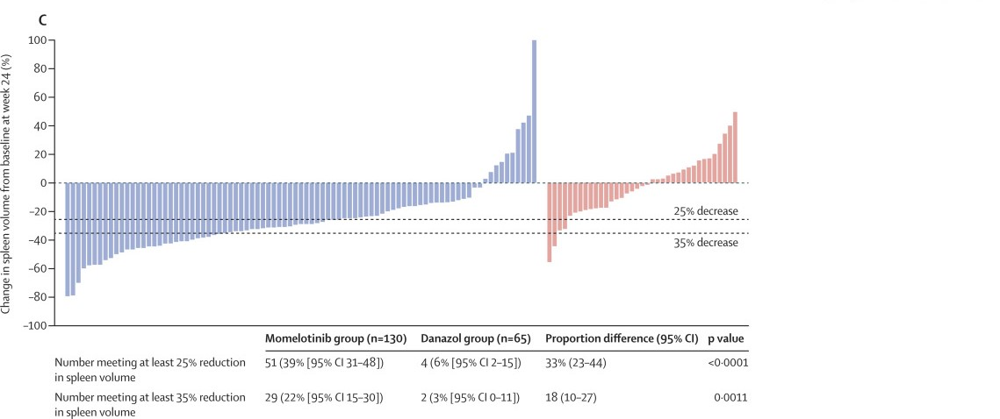 C
Change in spleen volume from baseline at week 24 (%)
100
80
60
40
20
0
–20
–40
–60
–80
–100
25% decrease
35% decrease
Momelotinib group (n=130) Danazol group (n=65) Proportion difference (95% CI) p value
Number meeting at least 25% reduction 51 (39% [95% CI 31–48]) 4 (6% [95% CI 2–15]) 33% (23–44) <0·0001
in spleen volume
Number meeting at least 35% reduction 29 (22% [95% CI 15–30]) 2 (3% [95% CI 0–11]) 18 (10–27) 0·0011
in spleen volume